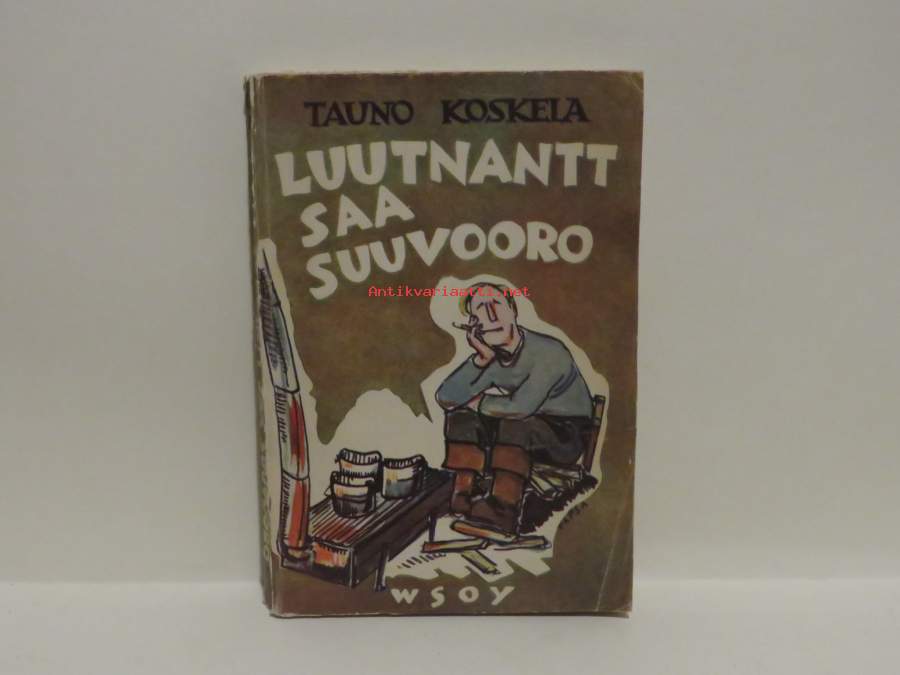 TAUNO KOSKELA
LUUTNANTT
SAA
SUUVOORO
Antikvariaatti.net
WSOY